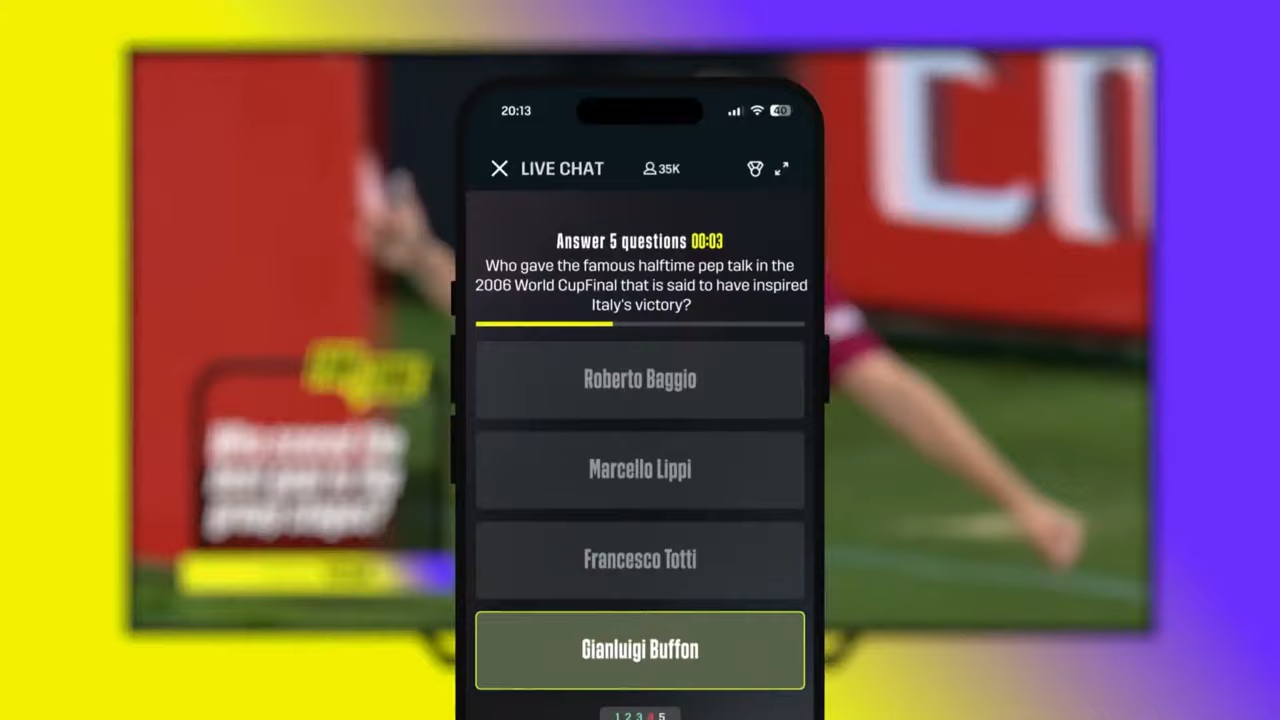 20:13
40
LIVE CHAT
35K
Answer 5 questions 00:03
Who gave the famous halftime pep talk in the
2006 World CupFinal that is said to have inspired
Italy's victory?
Roberto Baggio
Marcello Lippi
Francesco Totti
Gianluigi Buffon
1 2 3 4 5